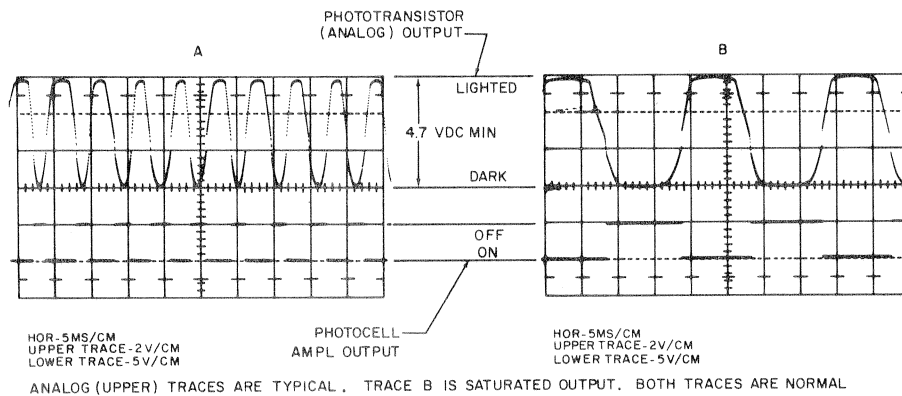 PHOTOTRANSISTOR
(ANALOG) OUTPUT
A
B
LIGHTED
4.7 VDC MIN
DARK
OFF
ON
PHOTOCELL
AMPL OUTPUT
HOR-5MS/CM
UPPER TRACE-2V/CM
LOWER TRACE-5V/CM
HOR-5MS/CM
UPPER TRACE-2V/CM
LOWER TRACE-5V/CM
ANALOG (UPPER) TRACES ARE TYPICAL. TRACE B IS SATURATED OUTPUT. BOTH TRACES ARE NORMAL